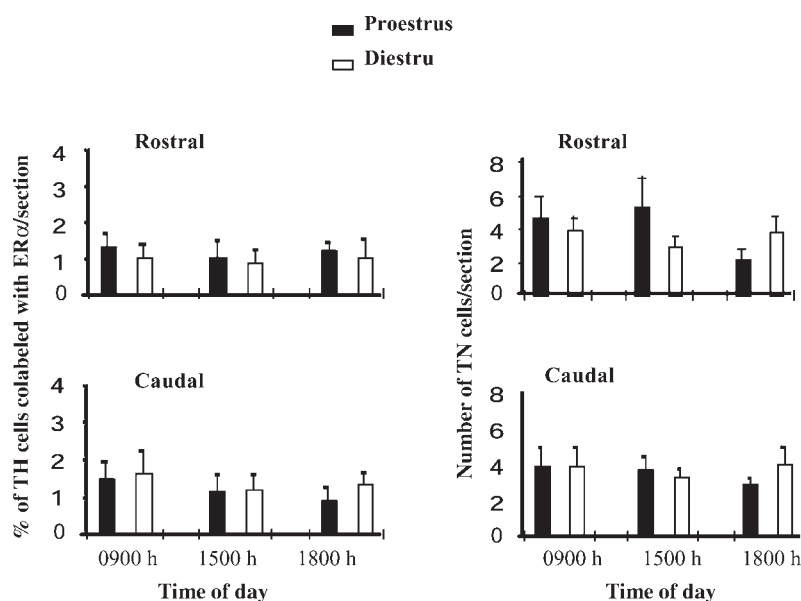 Proestrus
Diestru
% of TH cells colabeled with ERα/section
Rostral
4
3
2
1
0
Caudal
4
3
2
1
0
0900 h 1500 h 1800 h
Time of day
Number of TN cells/section
Rostral
8
6
4
2
0
Caudal
8
6
4
2
0
0900 h 1500 h 1800 h
Time of day